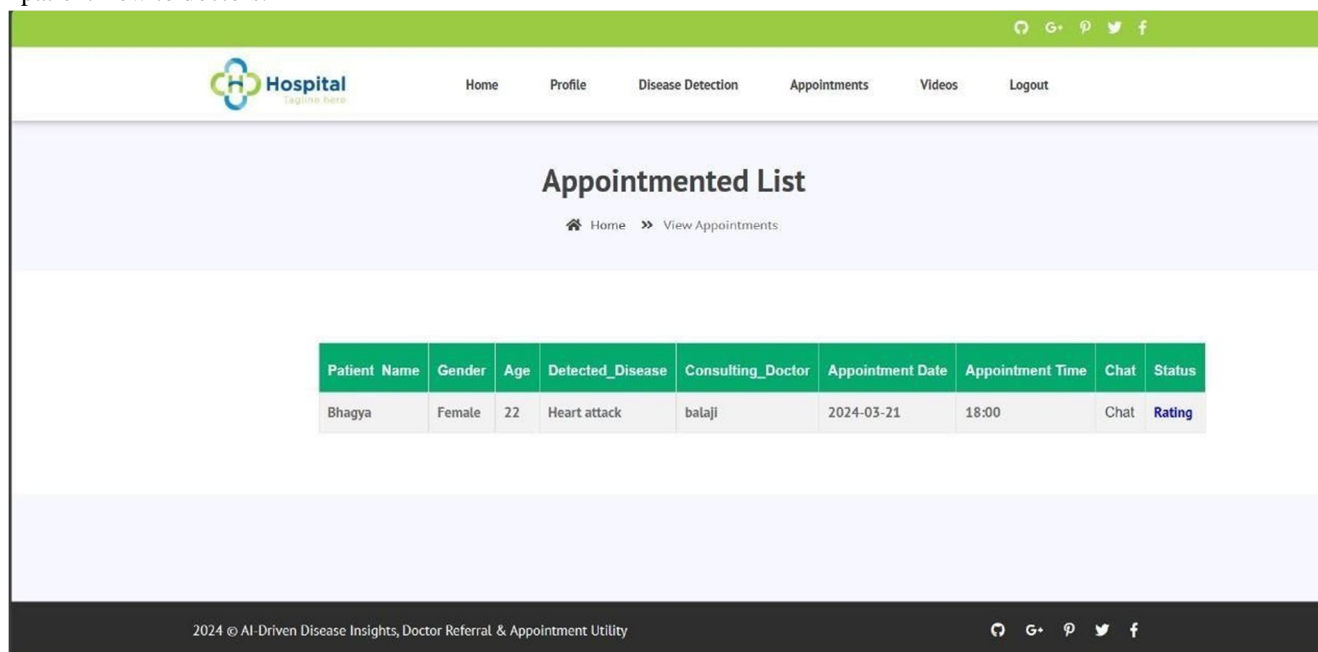 Hospital
Tagline here
Home Profile Disease Detection Appointments Videos Logout
Appointmented List
Home » View Appointments
Patient Name Gender Age Detected_Disease Consulting_Doctor Appointment Date Appointment Time Chat Status
Bhagya Female 22 Heart attack balaji 2024-03-21 18:00 Chat Rating
2024 © AI-Driven Disease Insights, Doctor Referral & Appointment Utility